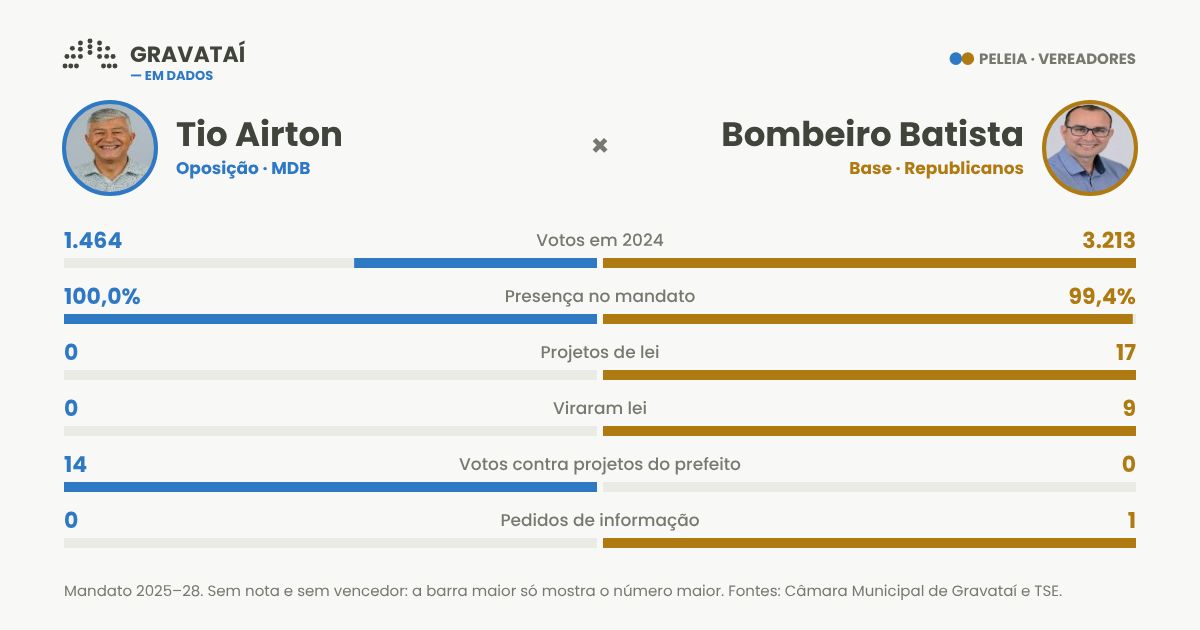 GRAVATAÍ
— EM DADOS
PELEIA · VEREADORES
Tio Airton
Oposição · MDB
×
Bombeiro Batista
Base · Republicanos
1.464 Votos em 2024 3.213
100,0% Presença no mandato 99,4%
0 Projetos de lei 17
0 Viraram lei 9
14 Votos contra projetos do prefeito 0
0 Pedidos de informação 1
Mandato 2025–28. Sem nota e sem vencedor: a barra maior só mostra o número maior. Fontes: Câmara Municipal de Gravataí e TSE.